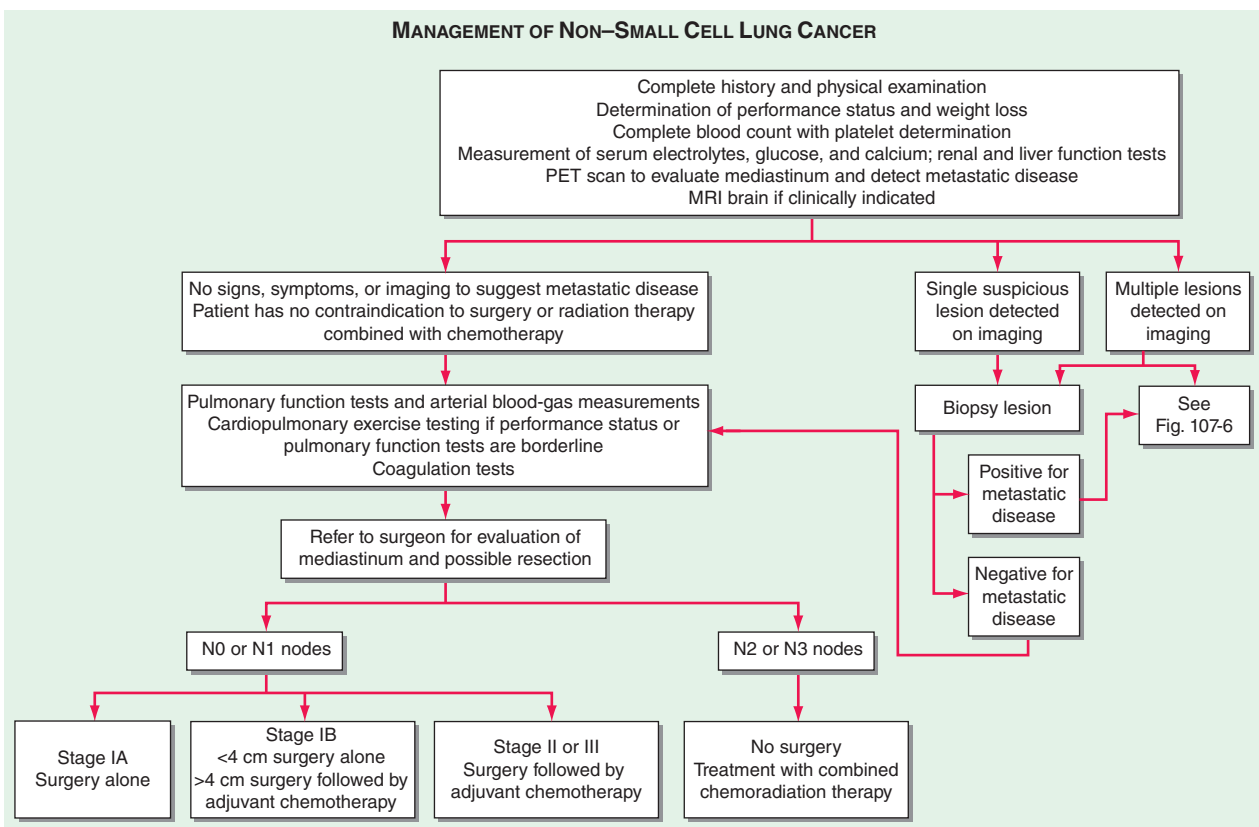 MANAGEMENT OF NON–SMALL CELL LUNG CANCER
Complete history and physical examination
Determination of performance status and weight loss
Complete blood count with platelet determination
Measurement of serum electrolytes, glucose, and calcium; renal and liver function tests
PET scan to evaluate mediastinum and detect metastatic disease
MRI brain if clinically indicated
No signs, symptoms, or imaging to suggest metastatic disease
Patient has no contraindication to surgery or radiation therapy
combined with chemotherapy
Single suspicious
lesion detected
on imaging
Multiple lesions
detected on
imaging
Pulmonary function tests and arterial blood-gas measurements
Cardiopulmonary exercise testing if performance status or
pulmonary function tests are borderline
Coagulation tests
Biopsy lesion
See
Fig. 107-6
Positive for
metastatic
disease
Refer to surgeon for evaluation of
mediastinum and possible resection
Negative for
metastatic
disease
N0 or N1 nodes
N2 or N3 nodes
Stage IA
Surgery alone
Stage IB
<4 cm surgery alone
>4 cm surgery followed by
adjuvant chemotherapy
Stage II or III
Surgery followed by
adjuvant chemotherapy
No surgery
Treatment with combined
chemoradiation therapy